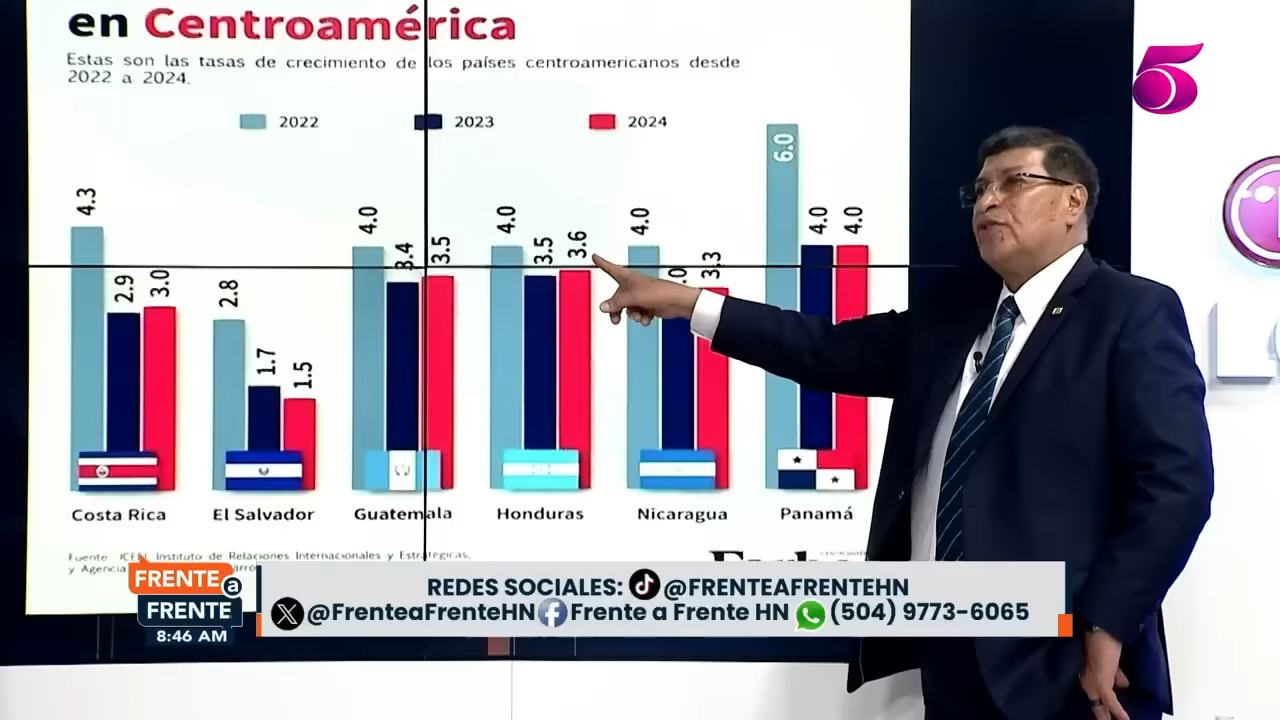 en Centroamérica
Estas son las tasas de crecimiento de los países centroamericanos desde
2022 a 2024.
2022 2023 2024
5
4.3 2.9 3.0
2.8 1.7 1.5
4.0 3.4 3.5
4.0 3.5 3.6
4.0 .0 3.3
6.0 4.0 4.0
Costa Rica El Salvador Guatemala Honduras Nicaragua Panamá
Fuente: Instituto de Relaciones Internacionales y Estratégicas,
y Agencia
FRENTE a
FRENTE
8:46 AM
REDES SOCIALES: @FRENTEAFRENTEHN
@FrenteaFrenteHN Frente a Frente HN (504) 9773-6065